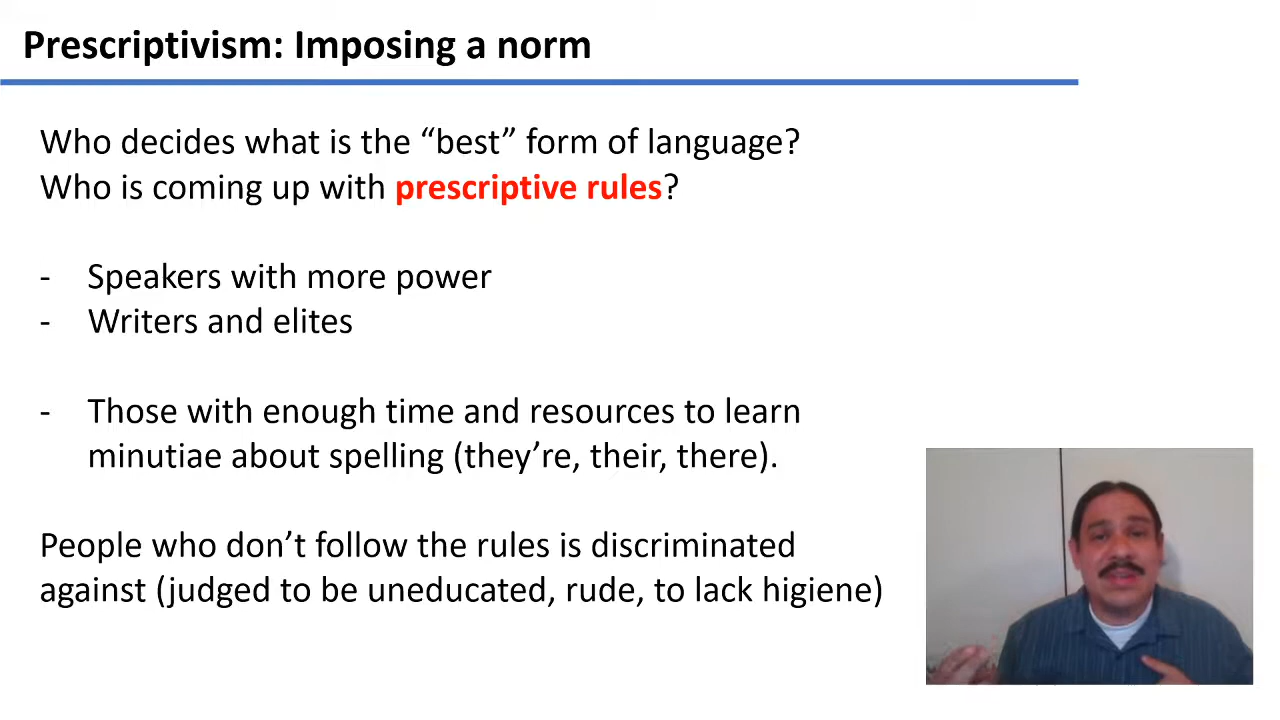 Prescriptivism: Imposing a norm
Who decides what is the “best” form of language?
Who is coming up with prescriptive rules?
- Speakers with more power
- Writers and elites
- Those with enough time and resources to learn
minutiae about spelling (they’re, their, there).
People who don’t follow the rules is discriminated
against (judged to be uneducated, rude, to lack higiene)